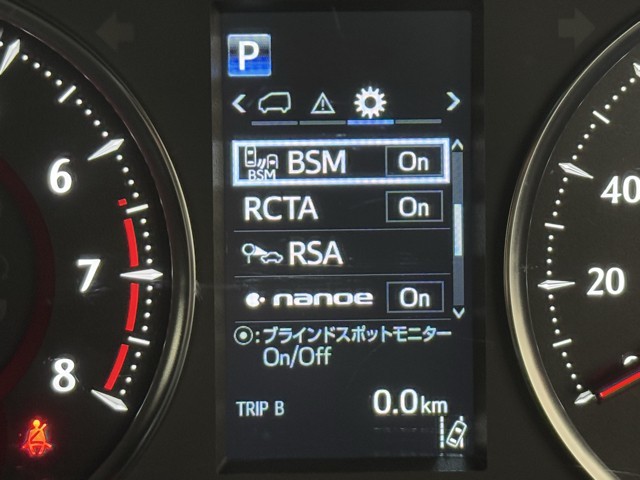 P
BSM
BSM On
RCTA On
RSA
nanoe On
⦿:ブラインドスポットモニター
On/Off
TRIP B 0.0km
6
7
8
40
20